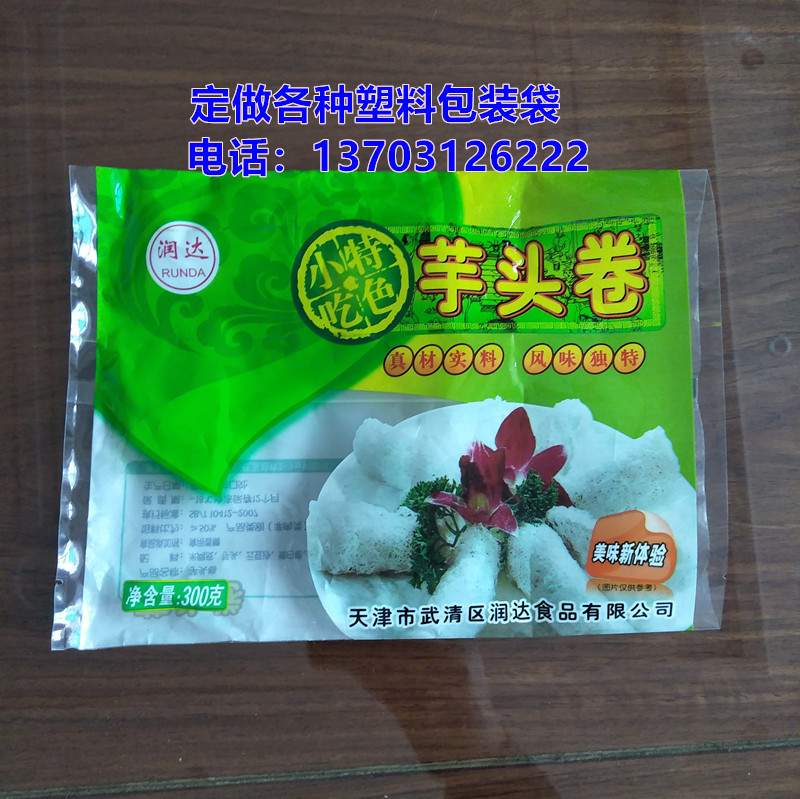 定做各种塑料包装袋
电话：13703126222
润达
RUNDA
特色小吃
芋头卷
真材实料 风味独特
美味新体验
（图片仅供参考）
净含量:300克
天津市武清区润达食品有限公司